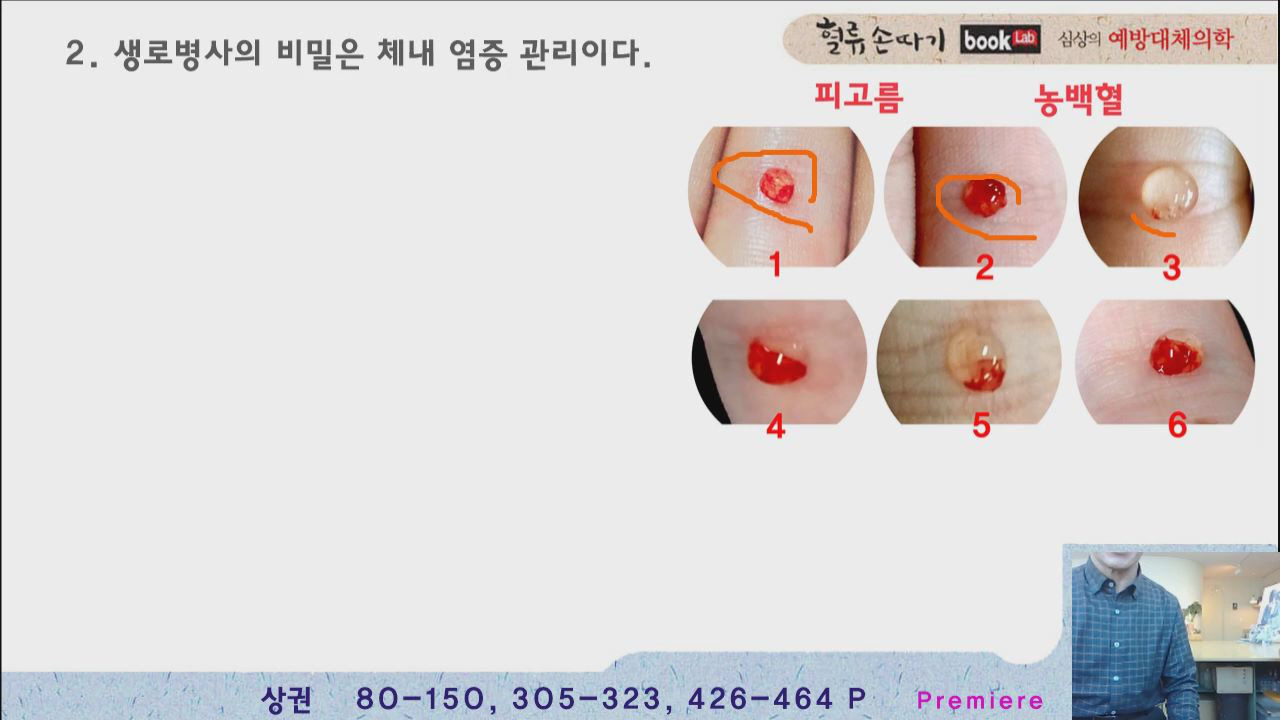 2. 생로병사의 비밀은 체내 염증 관리이다.
혈류 손따기 book Lab 심상의 예방대체의학
피고름 농백혈
1 2 3
4 5 6
상권 80-150, 305-323, 426-464 P Premiere